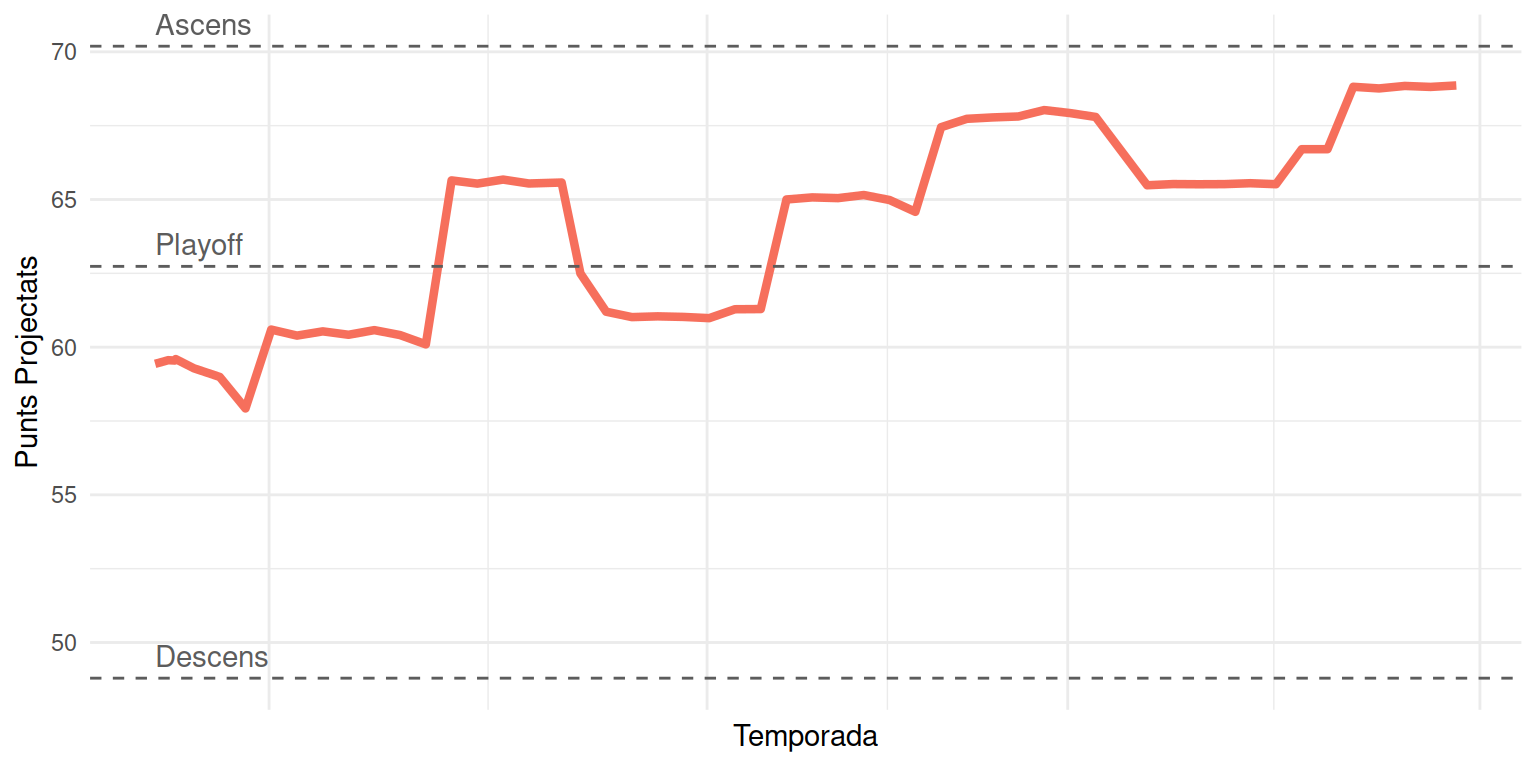 Ascens
70
65
Playoff
60
55
50
Descens
Punts Projectats
Temporada